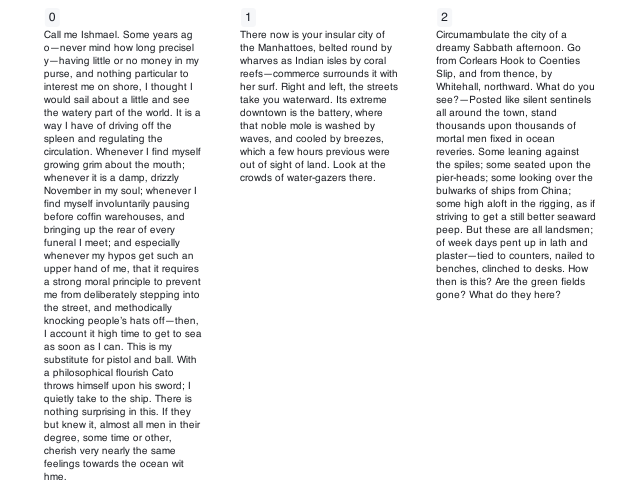 0
Call me Ishmael. Some years ag
o—never mind how long precisel
y—having little or no money in my
purse, and nothing particular to
interest me on shore, I thought I
would sail about a little and see
the watery part of the world. It is a
way I have of driving off the
spleen and regulating the
circulation. Whenever I find myself
growing grim about the mouth;
whenever it is a damp, drizzly
November in my soul; whenever I
find myself involuntarily pausing
before coffin warehouses, and
bringing up the rear of every
funeral I meet; and especially
whenever my hypos get such an
upper hand of me, that it requires
a strong moral principle to prevent
me from deliberately stepping into
the street, and methodically
knocking people's hats off—then,
I account it high time to get to sea
as soon as I can. This is my
substitute for pistol and ball. With
a philosophical flourish Cato
throws himself upon his sword; I
quietly take to the ship. There is
nothing surprising in this. If they
but knew it, almost all men in their
degree, some time or other,
cherish very nearly the same
feelings towards the ocean wit
hme.
1
There now is your insular city of
the Manhattoes, belted round by
wharves as Indian isles by coral
reefs—commerce surrounds it with
her surf. Right and left, the streets
take you waterward. Its extreme
downtown is the battery, where
that noble mole is washed by
waves, and cooled by breezes,
which a few hours previous were
out of sight of land. Look at the
crowds of water-gazers there.
2
Circumambulate the city of a
dreamy Sabbath afternoon. Go
from Corlears Hook to Coenties
Slip, and from thence, by
Whitehall, northward. What do you
see?—Posted like silent sentinels
all around the town, stand
thousands upon thousands of
mortal men fixed in ocean
reveries. Some leaning against
the spiles; some seated upon the
pier-heads; some looking over the
bulwarks of ships from China;
some high aloft in the rigging, as if
striving to get a still better seaward
peep. But these are all landsmen;
of week days pent up in lath and
plaster—tied to counters, nailed to
benches, clinched to desks. How
then is this? Are the green fields
gone? What do they here?